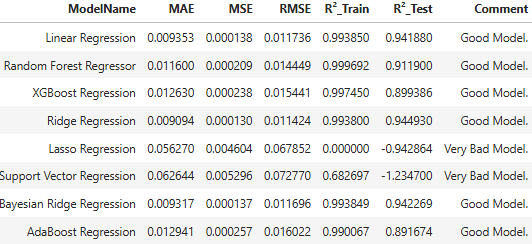 ModelName MAE MSE RMSE R²_Train R²_Test Comment
Linear Regression 0.009353 0.000138 0.011736 0.993850 0.941880 Good Model.
Random Forest Regressor 0.011600 0.000209 0.014449 0.999692 0.911900 Good Model.
XGBoost Regression 0.012630 0.000238 0.015441 0.997450 0.899386 Good Model.
Ridge Regression 0.009094 0.000130 0.011424 0.993800 0.944930 Good Model.
Lasso Regression 0.056270 0.004604 0.067852 0.000000 -0.942864 Very Bad Model.
Support Vector Regression 0.062644 0.005296 0.072770 0.682697 -1.234700 Very Bad Model.
Bayesian Ridge Regression 0.009317 0.000137 0.011696 0.993849 0.942269 Good Model.
AdaBoost Regression 0.012941 0.000257 0.016022 0.990067 0.891674 Good Model.